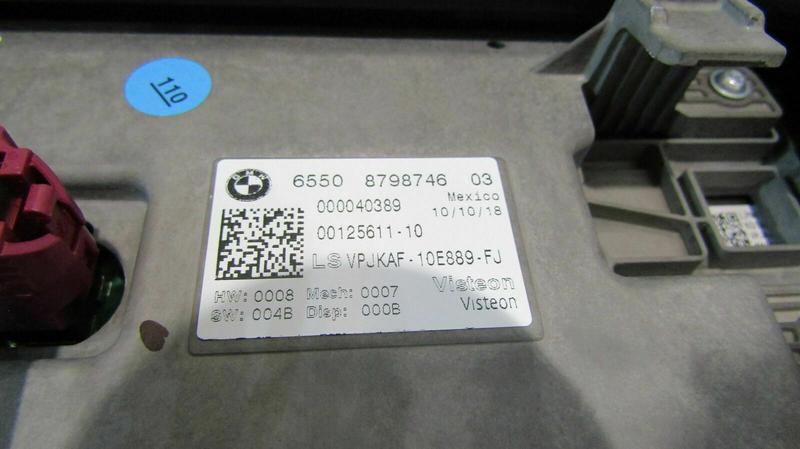 110
BMW
6550 8798746 03
000040389 Mexico
10/10/18
00125611-10
LS VPJKAF-10E889-FJ
HW: 0008 Mech: 0007 Visteon
SW: 004B Disp: 000B Visteon